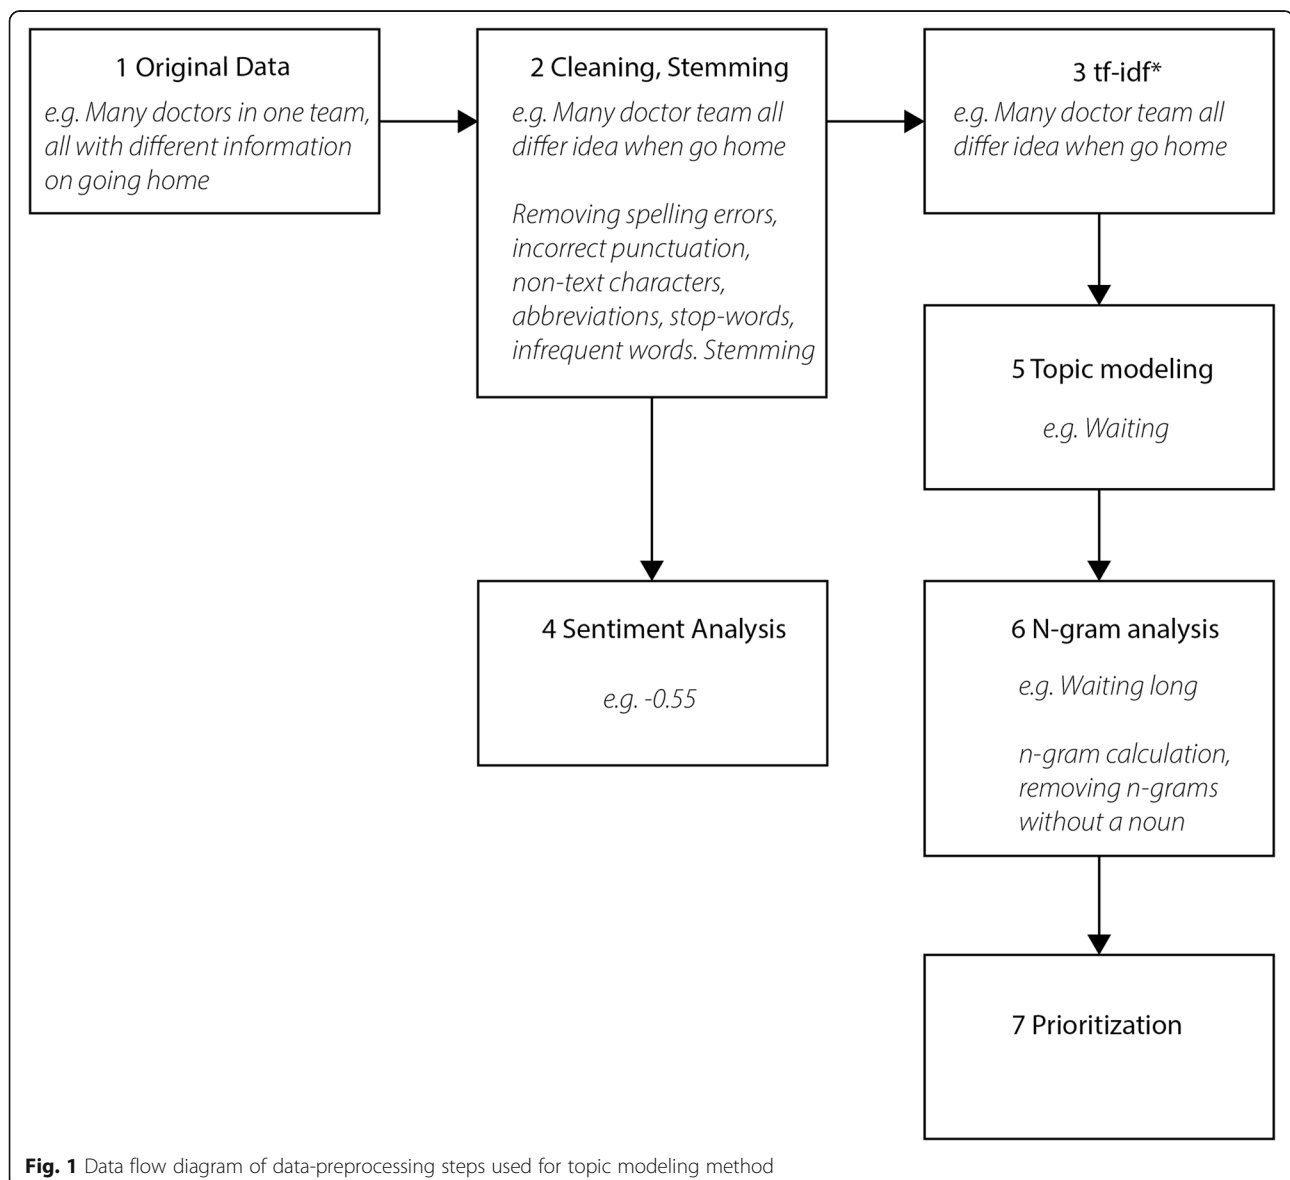 1 Original Data
e.g. Many doctors in one team,
all with different information
on going home
2 Cleaning, Stemming
e.g. Many doctor team all
differ idea when go home
Removing spelling errors,
incorrect punctuation,
non-text characters,
abbreviations, stop-words,
infrequent words. Stemming
3 tf-idf*
e.g. Many doctor team all
differ idea when go home
4 Sentiment Analysis
e.g. -0.55
5 Topic modeling
e.g. Waiting
6 N-gram analysis
e.g. Waiting long
n-gram calculation,
removing n-grams
without a noun
7 Prioritization
Fig. 1 Data flow diagram of data-preprocessing steps used for topic modeling method